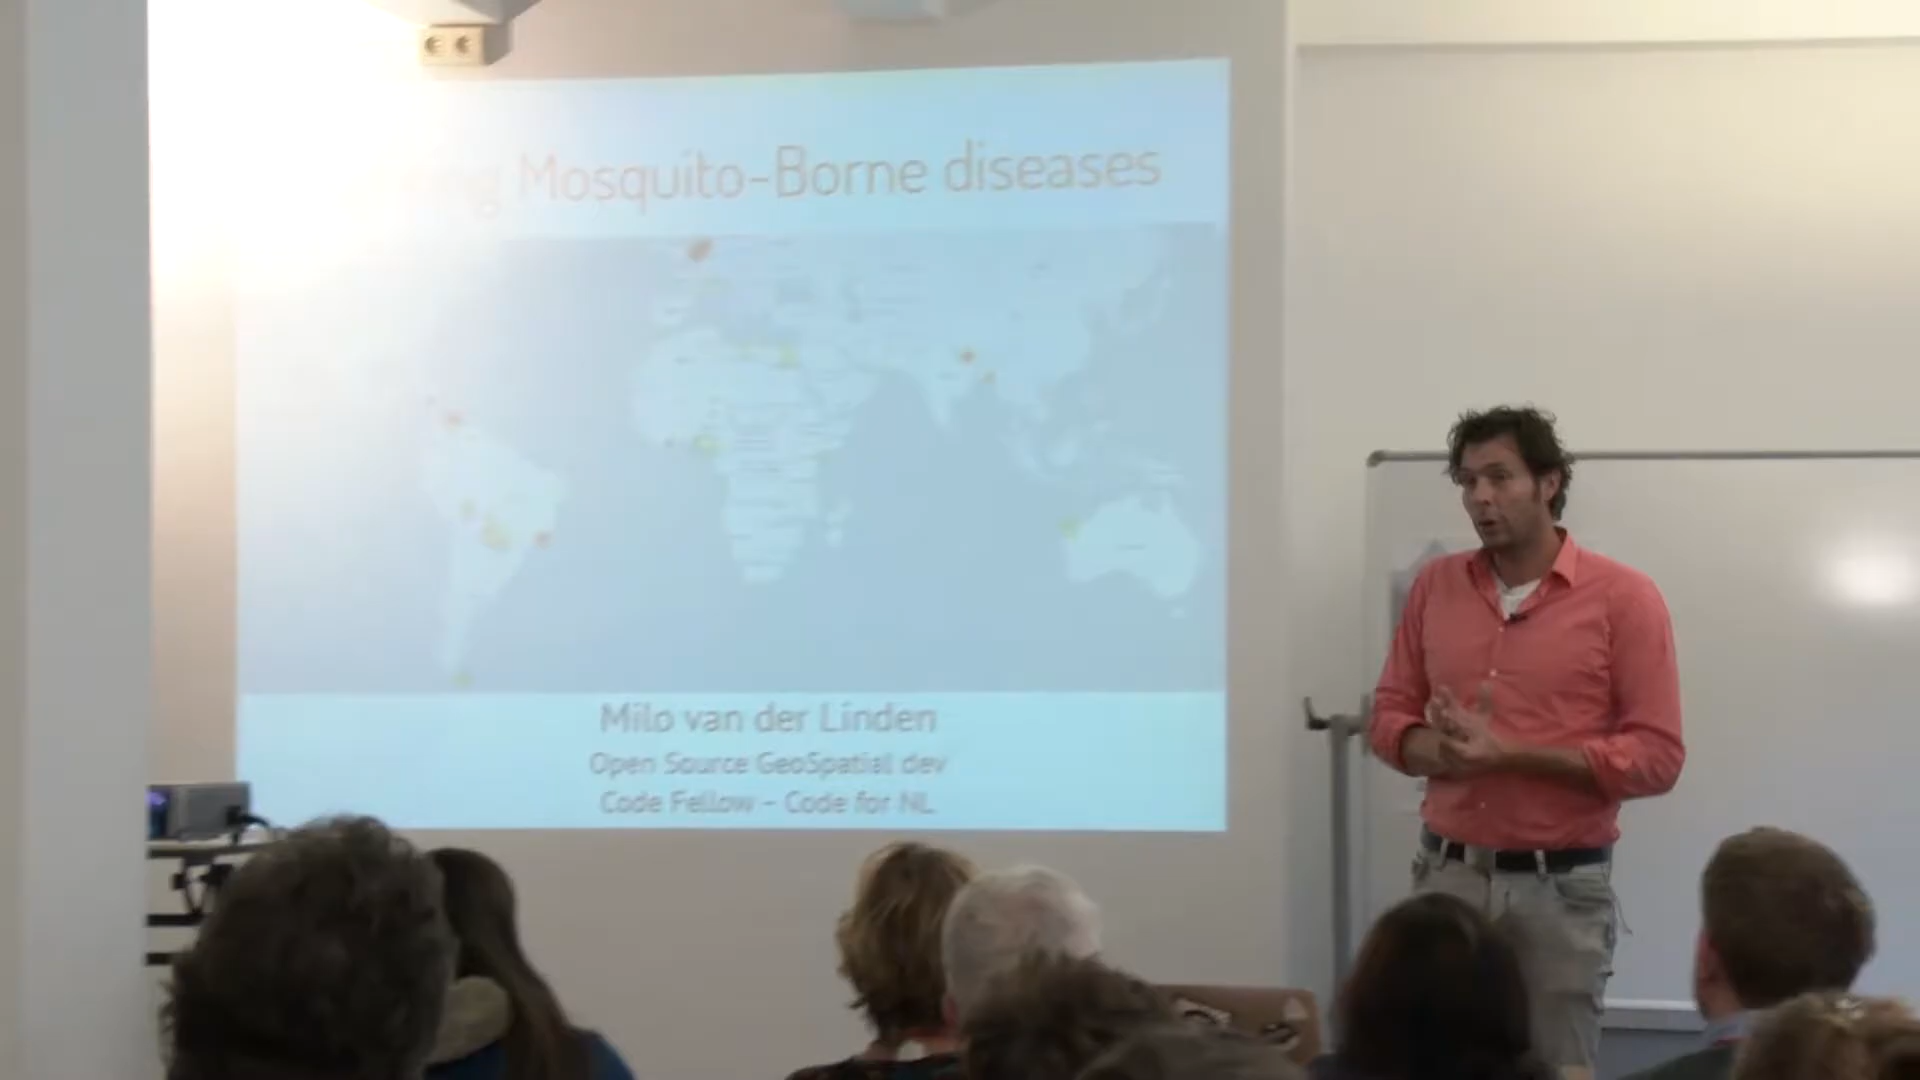 Mosquito-Borne diseases
Milo van der Linden
Open Source GeoSpatial dev
Code Fellow - Code for NL